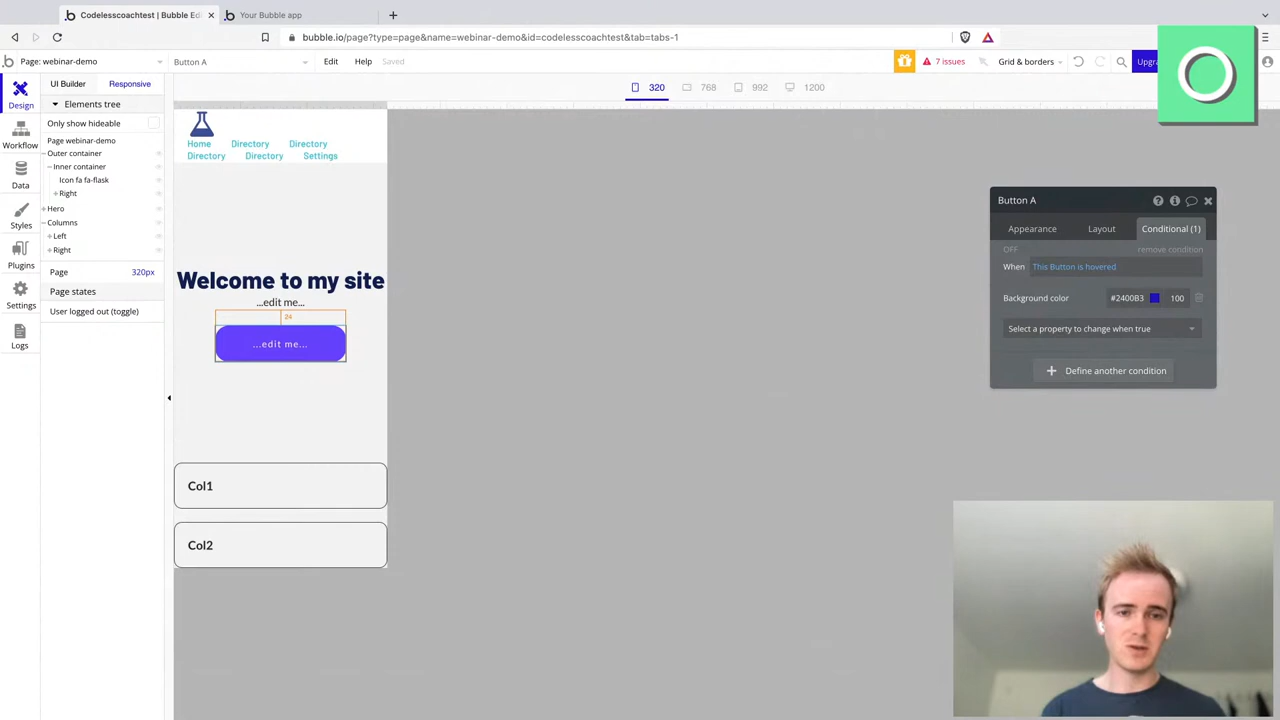 Codelesscoachtest | Bubble Ed
Your Bubble app
bubble.io/page?type=page&name=webinar-demo&id=codelesscoachtest&tab=tabs-1
Page: webinar-demo
Button A
Edit
Help
Saved
7 issues
Grid & borders
Upgra
Design
Workflow
Data
Styles
Plugins
Settings
Logs
UI Builder
Responsive
Elements tree
Only show hideable
Page webinar-demo
Outer container
Inner container
Icon fa fa-flask
Right
Hero
Columns
Left
Right
Page
320px
Page states
User logged out (toggle)
320
768
992
1200
Home Directory Directory
Directory Directory Settings
Welcome to my site
...edit me...
24
...edit me...
Col1
Col2
Button A
Appearance
Layout
Conditional (1)
OFF
remove condition
When This Button is hovered
Background color #2400B3 100
Select a property to change when true
Define another condition